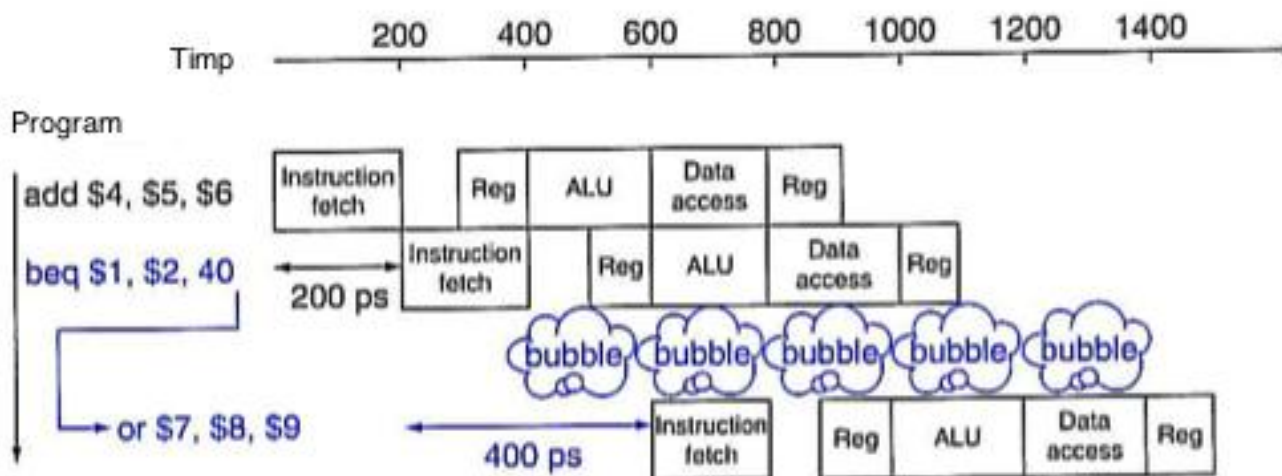 200 400 600 800 1000 1200 1400
Timp
Program
add $4, $5, $6
Instruction fetch Reg ALU Data access Reg
beq $1, $2, 40
200 ps
Instruction fetch Reg ALU Data access Reg
bubble bubble bubble bubble bubble
or $7, $8, $9
400 ps
Instruction fetch Reg ALU Data access Reg